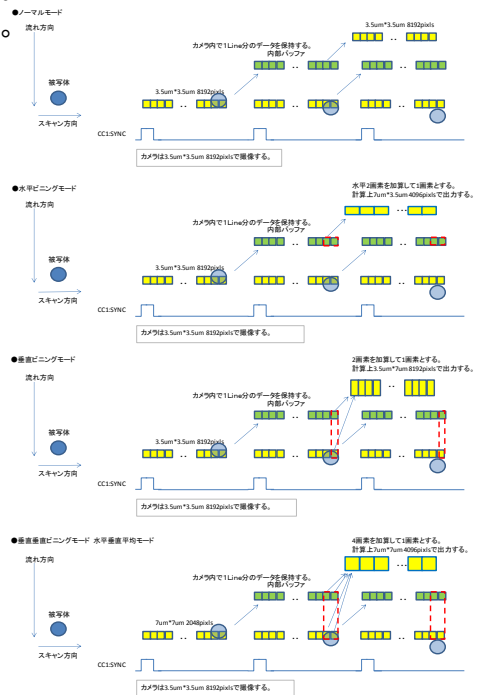 ●ノーマルモード
流れ方向
3.5um*3.5um 8192pixls
カメラ内で1Line分のデータを保持する。
内部バッファ
被写体
3.5um*3.5um 8192pixls
スキャン方向
CC1:SYNC
カメラは3.5um*3.5um 8192pixlsで撮像する。
●水平ビニングモード
水平2画素を加算して1画素とする。
計算上7um*3.5um 4096pixlsで出力する。
流れ方向
カメラ内で1Line分のデータを保持する。
内部バッファ
被写体
3.5um*3.5um 8192pixls
スキャン方向
CC1:SYNC
カメラは3.5um*3.5um 8192pixlsで撮像する。
●垂直ビニングモード
2画素を加算して1画素とする。
計算上3.5um*7um 8192pixlsで出力する。
流れ方向
カメラ内で1Line分のデータを保持する。
内部バッファ
被写体
3.5um*3.5um 8192pixls
スキャン方向
CC1:SYNC
カメラは3.5um*3.5um 8192pixlsで撮像する。
●垂直垂直ビニングモード 水平垂直平均モード
4画素を加算して1画素とする。
計算上7um*7um 4096pixlsで出力する。
流れ方向
カメラ内で1Line分のデータを保持する。
内部バッファ
被写体
7um*7um 2048pixls
スキャン方向
CC1:SYNC
カメラは3.5um*3.5um 8192pixlsで撮像する。